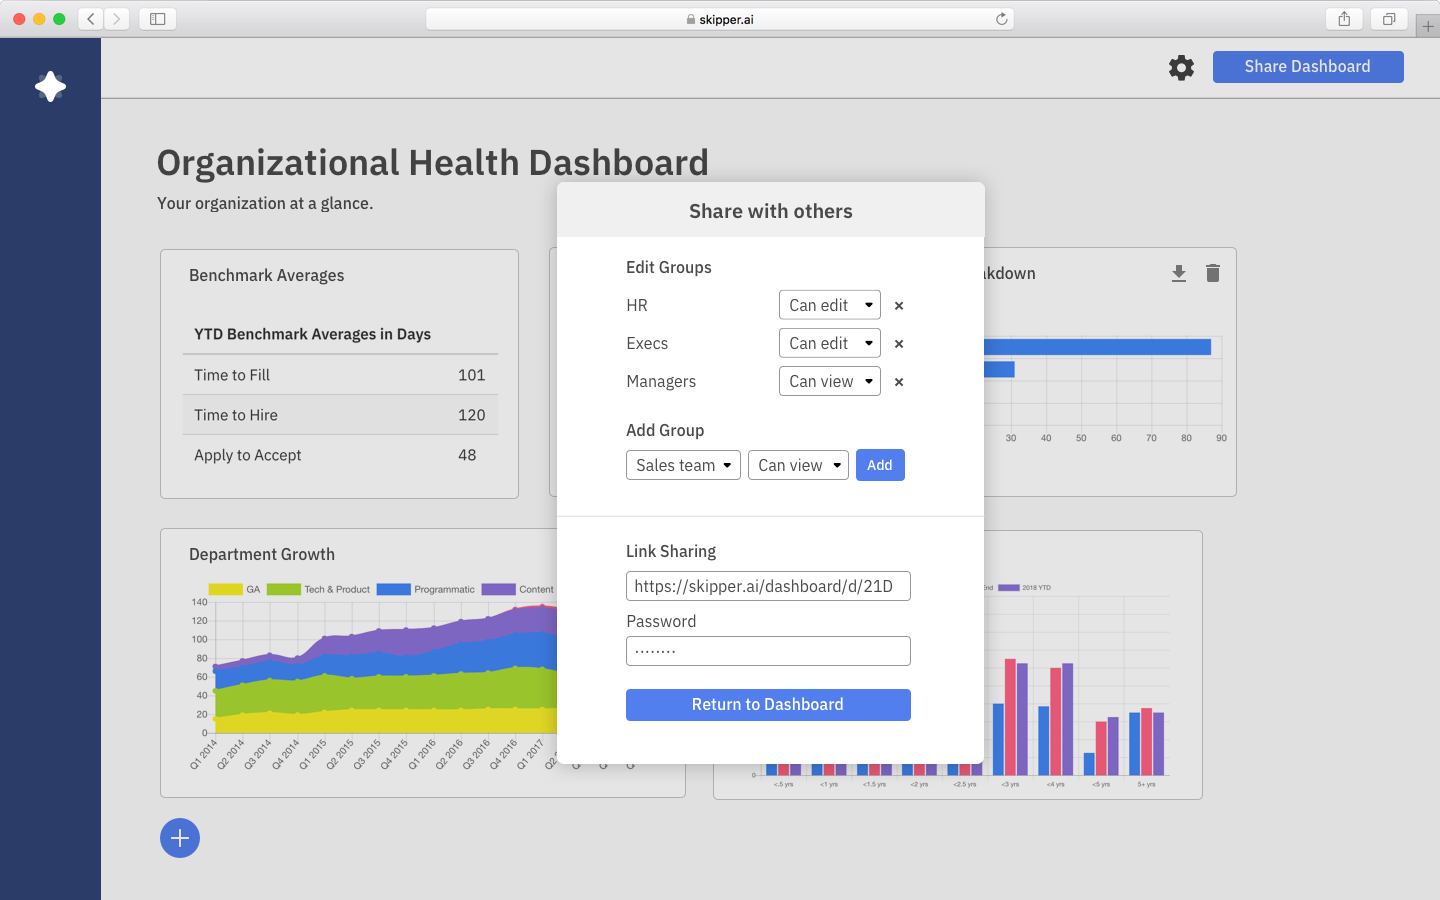 skipper.ai
Share Dashboard
Organizational Health Dashboard
Your organization at a glance.
Share with others
Edit Groups
HR Can edit ×
Execs Can edit ×
Managers Can view ×
Add Group
Sales team Can view Add
Link Sharing
https://skipper.ai/dashboard/d/21D
Password
········
Return to Dashboard
Benchmark Averages
YTD Benchmark Averages in Days
Time to Fill 101
Time to Hire 120
Apply to Accept 48
akdown
30 40 50 60 70 80 90
Department Growth
GA Tech & Product Programmatic Content
140
120
100
80
60
40
20
0
Q1 2014 Q2 2014 Q3 2014 Q4 2014 Q1 2015 Q2 2015 Q3 2015 Q4 2015 Q1 2016 Q2 2016 Q3 2016 Q4 2016 Q1 2017
End 2018 YTD
0
<.5 yrs <1 yrs <1.5 yrs <2 yrs <2.5 yrs <3 yrs <4 yrs <5 yrs 5+ yrs